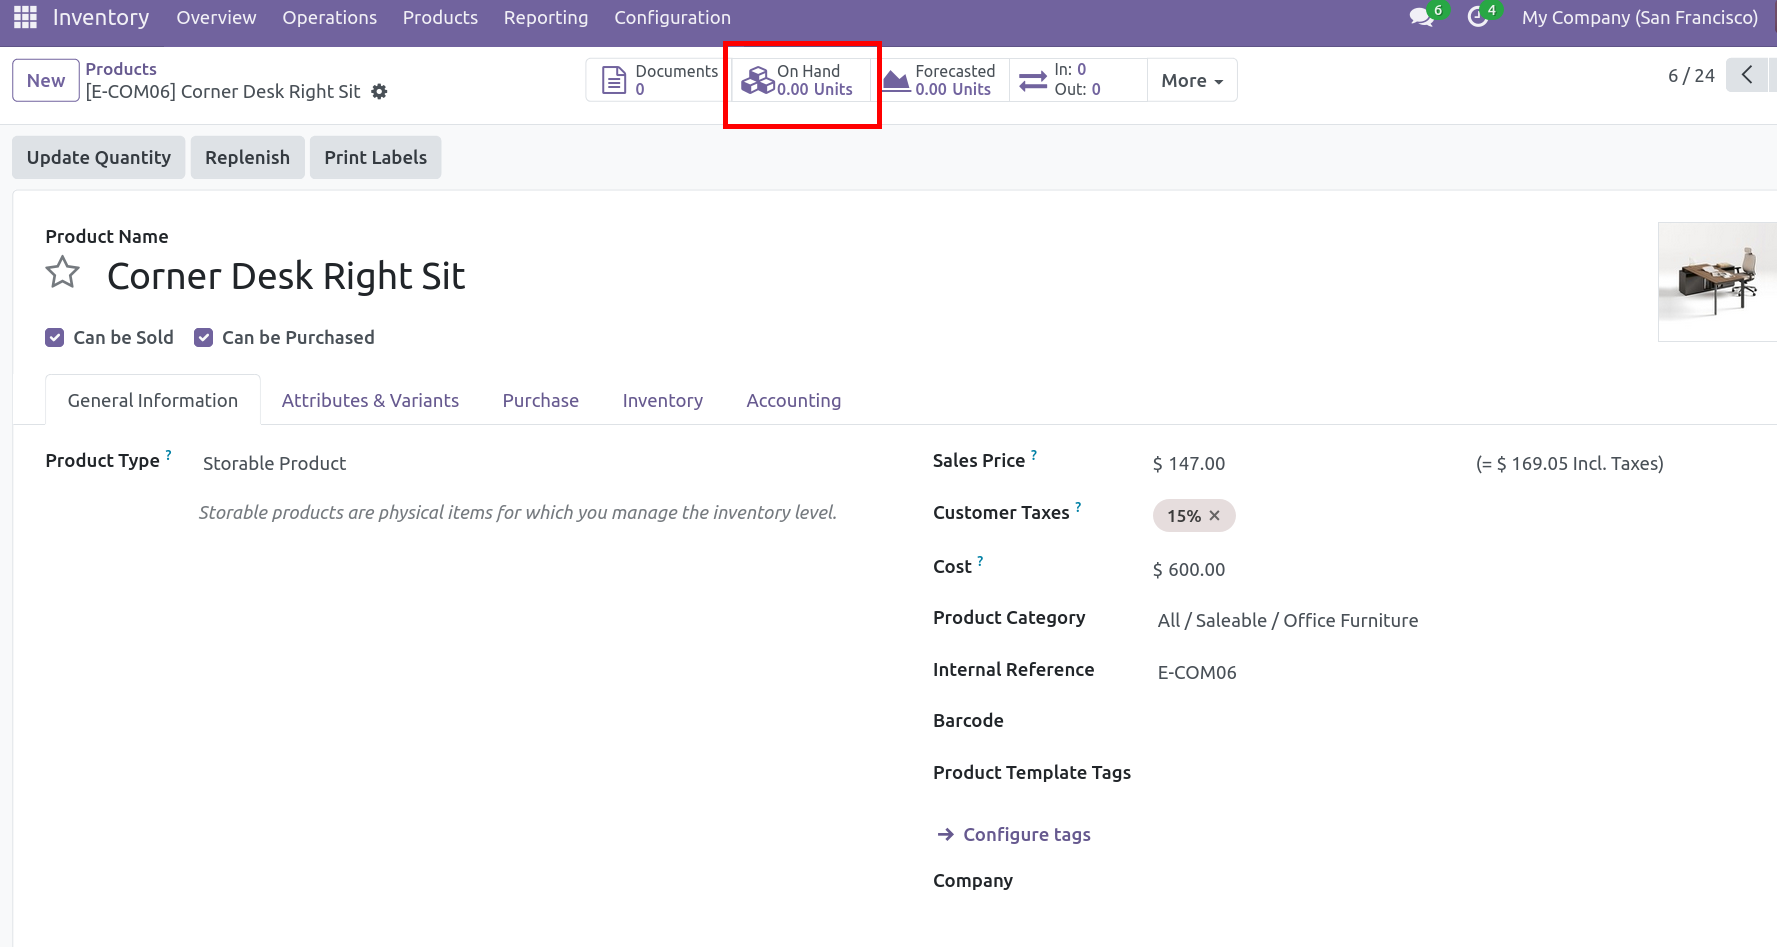 Inventory Overview Operations Products Reporting Configuration 6 4 My Company (San Francisco)
New Products
[E-COM06] Corner Desk Right Sit
Documents
0
On Hand
0.00 Units
Forecasted
0.00 Units
In: 0
Out: 0
More
6 / 24
Update Quantity Replenish Print Labels
Product Name
Corner Desk Right Sit
Can be Sold Can be Purchased
General Information Attributes & Variants Purchase Inventory Accounting
Product Type ? Storable Product
Storable products are physical items for which you manage the inventory level.
Sales Price ? $ 147.00 (= $ 169.05 Incl. Taxes)
Customer Taxes ? 15% ×
Cost ? $ 600.00
Product Category All / Saleable / Office Furniture
Internal Reference E-COM06
Barcode
Product Template Tags
→ Configure tags
Company